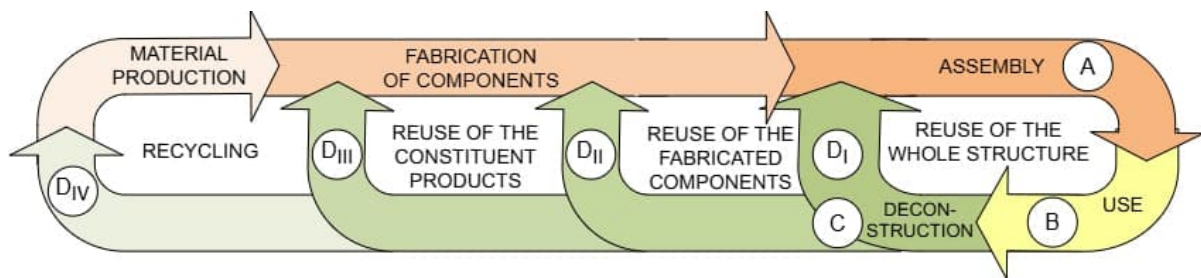 MATERIAL
PRODUCTION
FABRICATION
OF COMPONENTS
ASSEMBLY
A
RECYCLING
DIV
DIII
REUSE OF THE
CONSTITUENT
PRODUCTS
DII
REUSE OF THE
FABRICATED
COMPONENTS
DI
REUSE OF THE
WHOLE STRUCTURE
C
DECON-
STRUCTION
B
USE